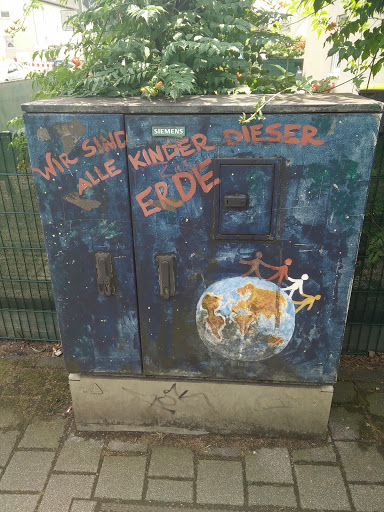 SIEMENS
WIR SIND KINDER DIESER
ALLE ERDE